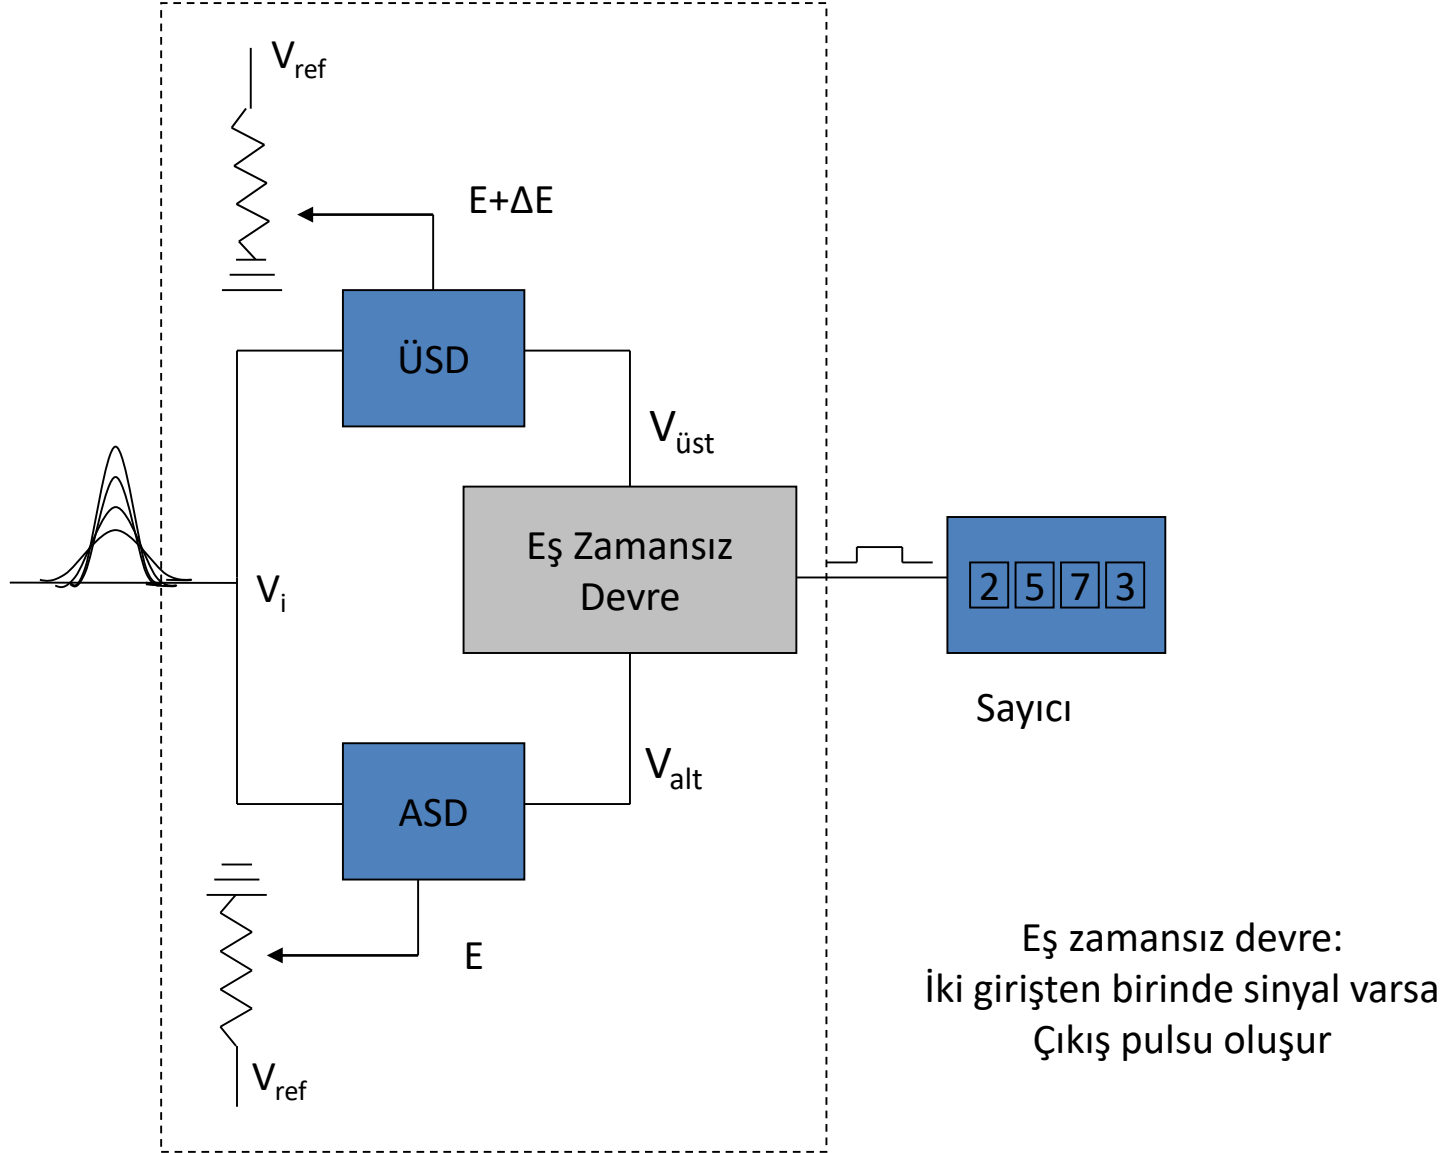 Vref
E+ΔE
ÜSD
Vüst
Eş Zamansız
Devre
Vi
2 5 7 3
Sayıcı
Valt
ASD
E
Vref
Eş zamansız devre:
İki girişten birinde sinyal varsa
Çıkış pulsu oluşur